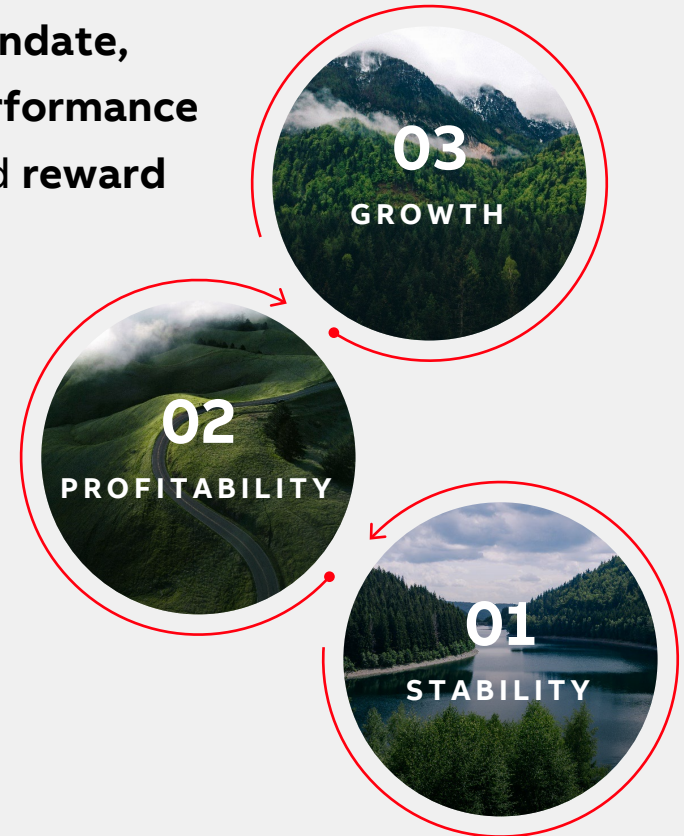 ndate,
rformance
d reward
03
GROWTH
02
PROFITABILITY
01
STABILITY